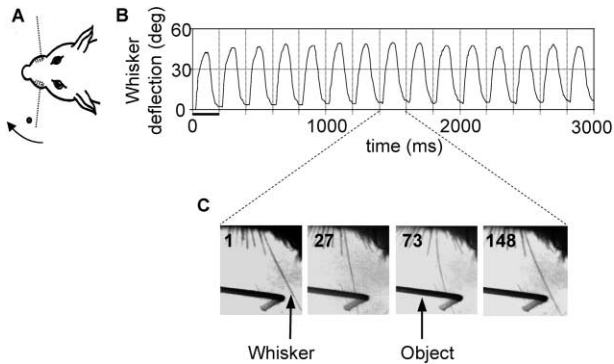 A
B
Whisker
deflection (deg)
60
30
0
0 1000 2000 3000
time (ms)
C
1 27 73 148
Whisker Object